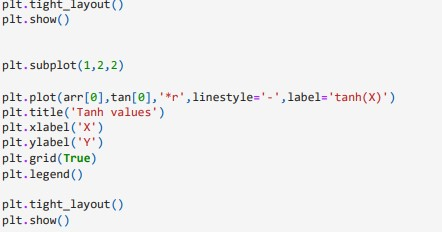 plt.tight_layout()
plt.show()
plt.subplot(1,2,2)
plt.plot(arr[0],tan[0],'*r',linestyle='-',label='tanh(X)')
plt.title('Tanh values')
plt.xlabel('X')
plt.ylabel('Y')
plt.grid(True)
plt.legend()
plt.tight_layout()
plt.show()